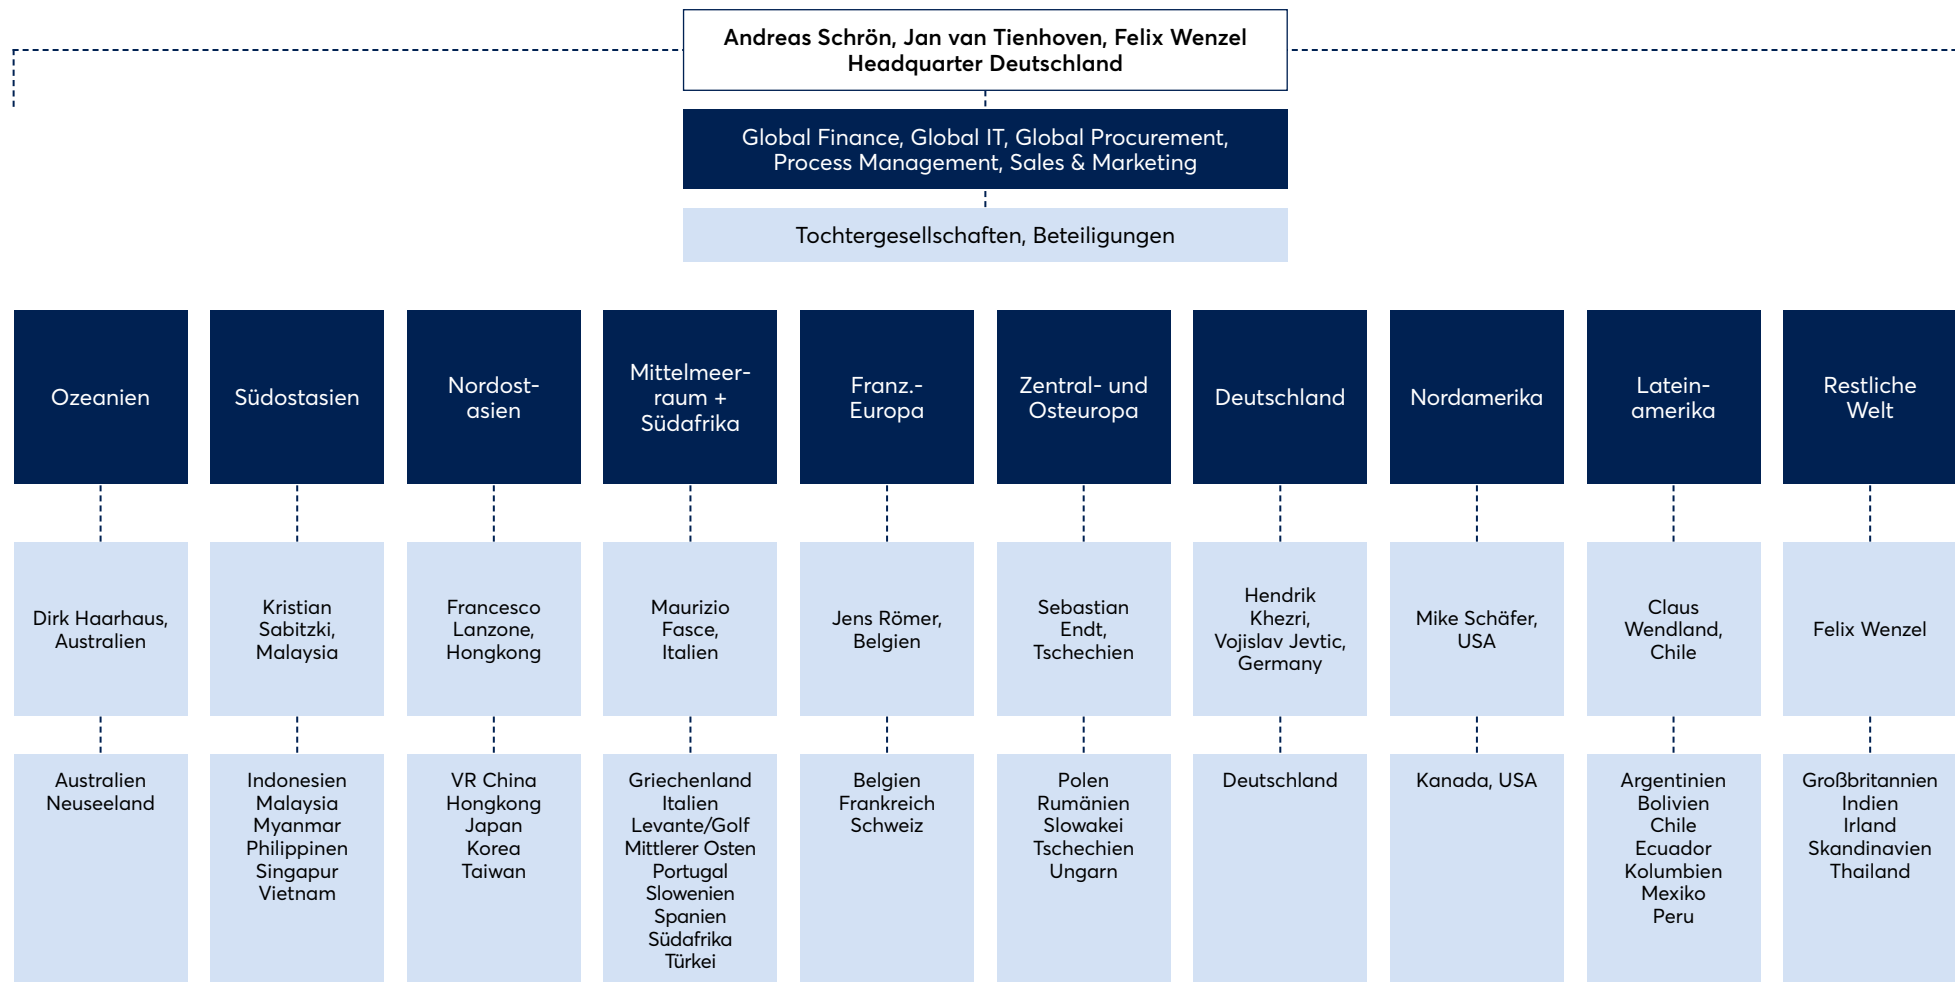 Andreas Schrön, Jan van Tienhoven, Felix Wenzel
Headquarter Deutschland
Global Finance, Global IT, Global Procurement,
Process Management, Sales & Marketing
Tochtergesellschaften, Beteiligungen
Ozeanien
Südostasien
Nordost-
asien
Mittelmeer-
raum +
Südafrika
Franz.-
Europa
Zentral- und
Osteuropa
Deutschland
Nordamerika
Latein-
amerika
Restliche
Welt
Dirk Haarhaus,
Australien
Kristian
Sabitzki,
Malaysia
Francesco
Lanzone,
Hongkong
Maurizio
Fasce,
Italien
Jens Römer,
Belgien
Sebastian
Endt,
Tschechien
Hendrik
Khezri,
Vojislav Jevtic,
Germany
Mike Schäfer,
USA
Claus
Wendland,
Chile
Felix Wenzel
Australien
Neuseeland
Indonesien
Malaysia
Myanmar
Philippinen
Singapur
Vietnam
VR China
Hongkong
Japan
Korea
Taiwan
Griechenland
Italien
Levante/Golf
Mittlerer Osten
Portugal
Slowenien
Spanien
Südafrika
Türkei
Belgien
Frankreich
Schweiz
Polen
Rumänien
Slowakei
Tschechien
Ungarn
Deutschland
Kanada, USA
Argentinien
Bolivien
Chile
Ecuador
Kolumbien
Mexiko
Peru
Großbritannien
Indien
Irland
Skandinavien
Thailand